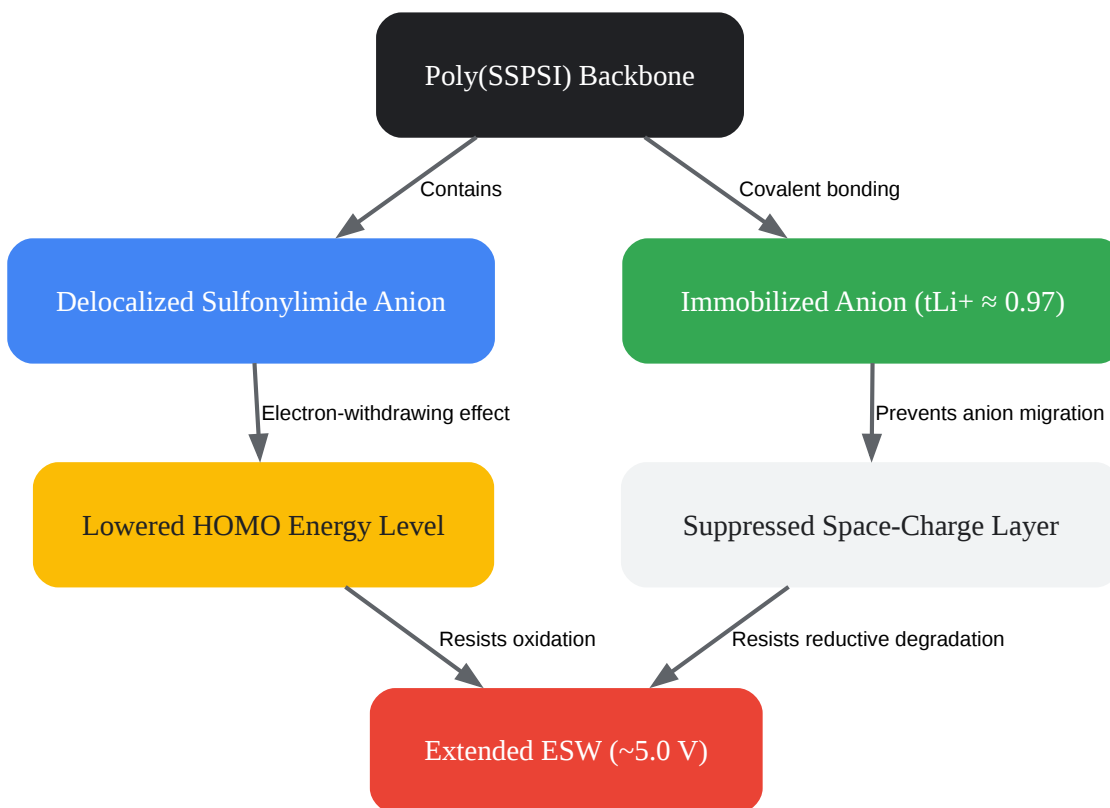 Poly(SSPSI) Backbone
Contains
Covalent bonding
Delocalized Sulfonylimide Anion
Immobilized Anion (tLi+ ≈ 0.97)
Electron-withdrawing effect
Prevents anion migration
Lowered HOMO Energy Level
Suppressed Space-Charge Layer
Resists oxidation
Resists reductive degradation
Extended ESW (~5.0 V)